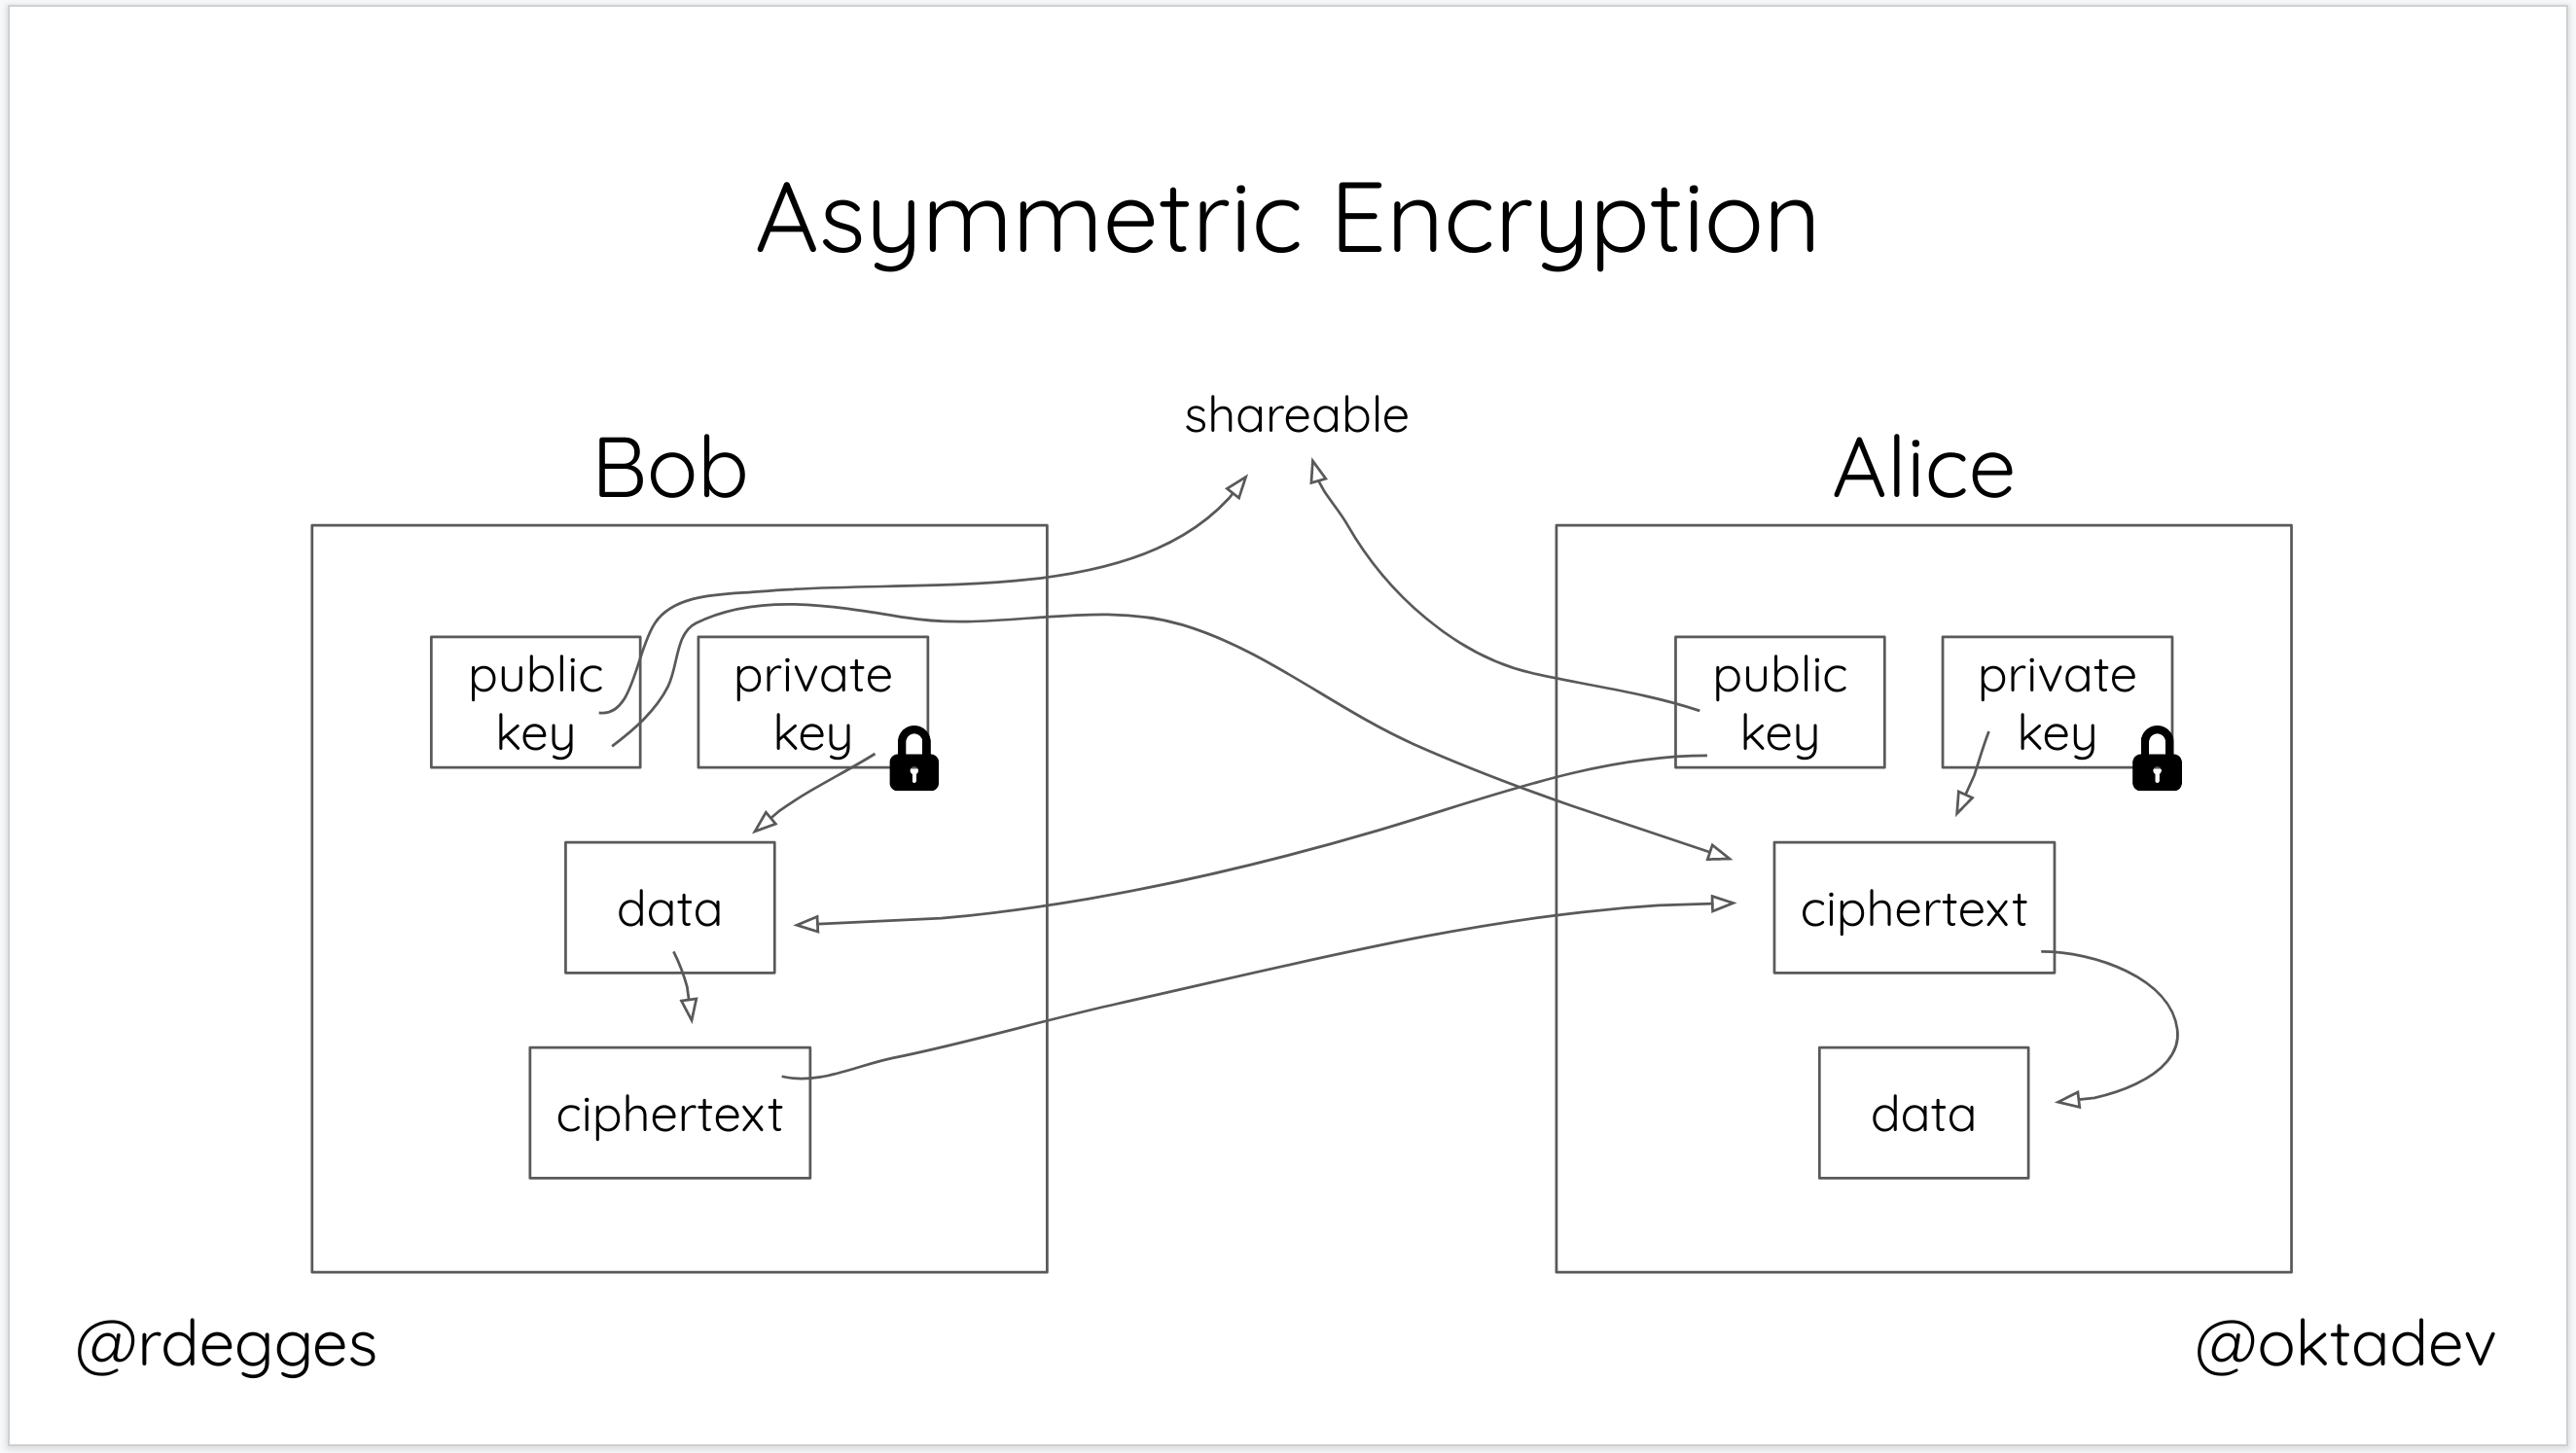 Asymmetric Encryption
shareable
Bob
Alice
public
key
private
key
data
ciphertext
public
key
private
key
ciphertext
data
@rdegges
@oktadev